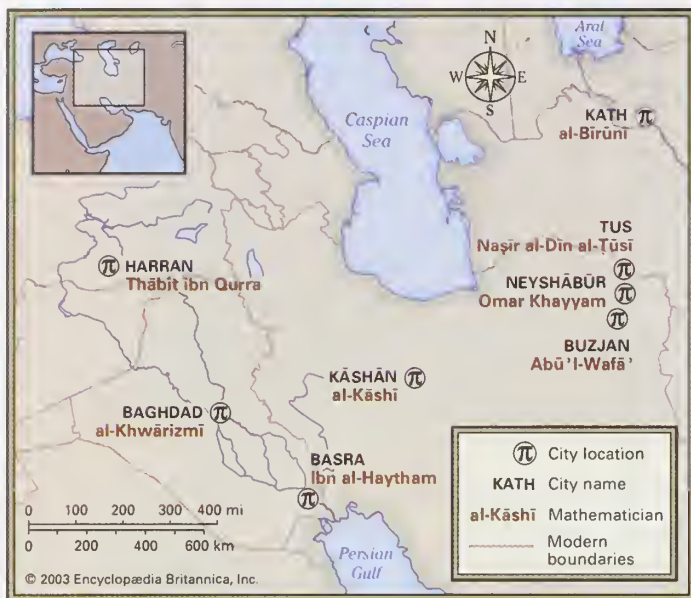 Aral
Sea
N
W E
S
Caspian
Sea
KATH π
al-Bīrūnī
TUS
Naṣīr al-Dīn al-Ṭūsī
π
HARRAN
π
Thābit ibn Qurra
NEYSHĀBŪR
π
Omar Khayyam
π
BUZJAN
Abū'l-Wafā'
KĀSHĀN π
al-Kāshī
BAGHDAD π
al-Khwārizmī
BASRA
Ibn al-Haytham
π
Persian
Gulf
0 100 200 300 400 mi
0 200 400 600 km
© 2003 Encyclopædia Britannica, Inc.
π City location
KATH City name
al-Kāshī Mathematician
Modern
boundaries